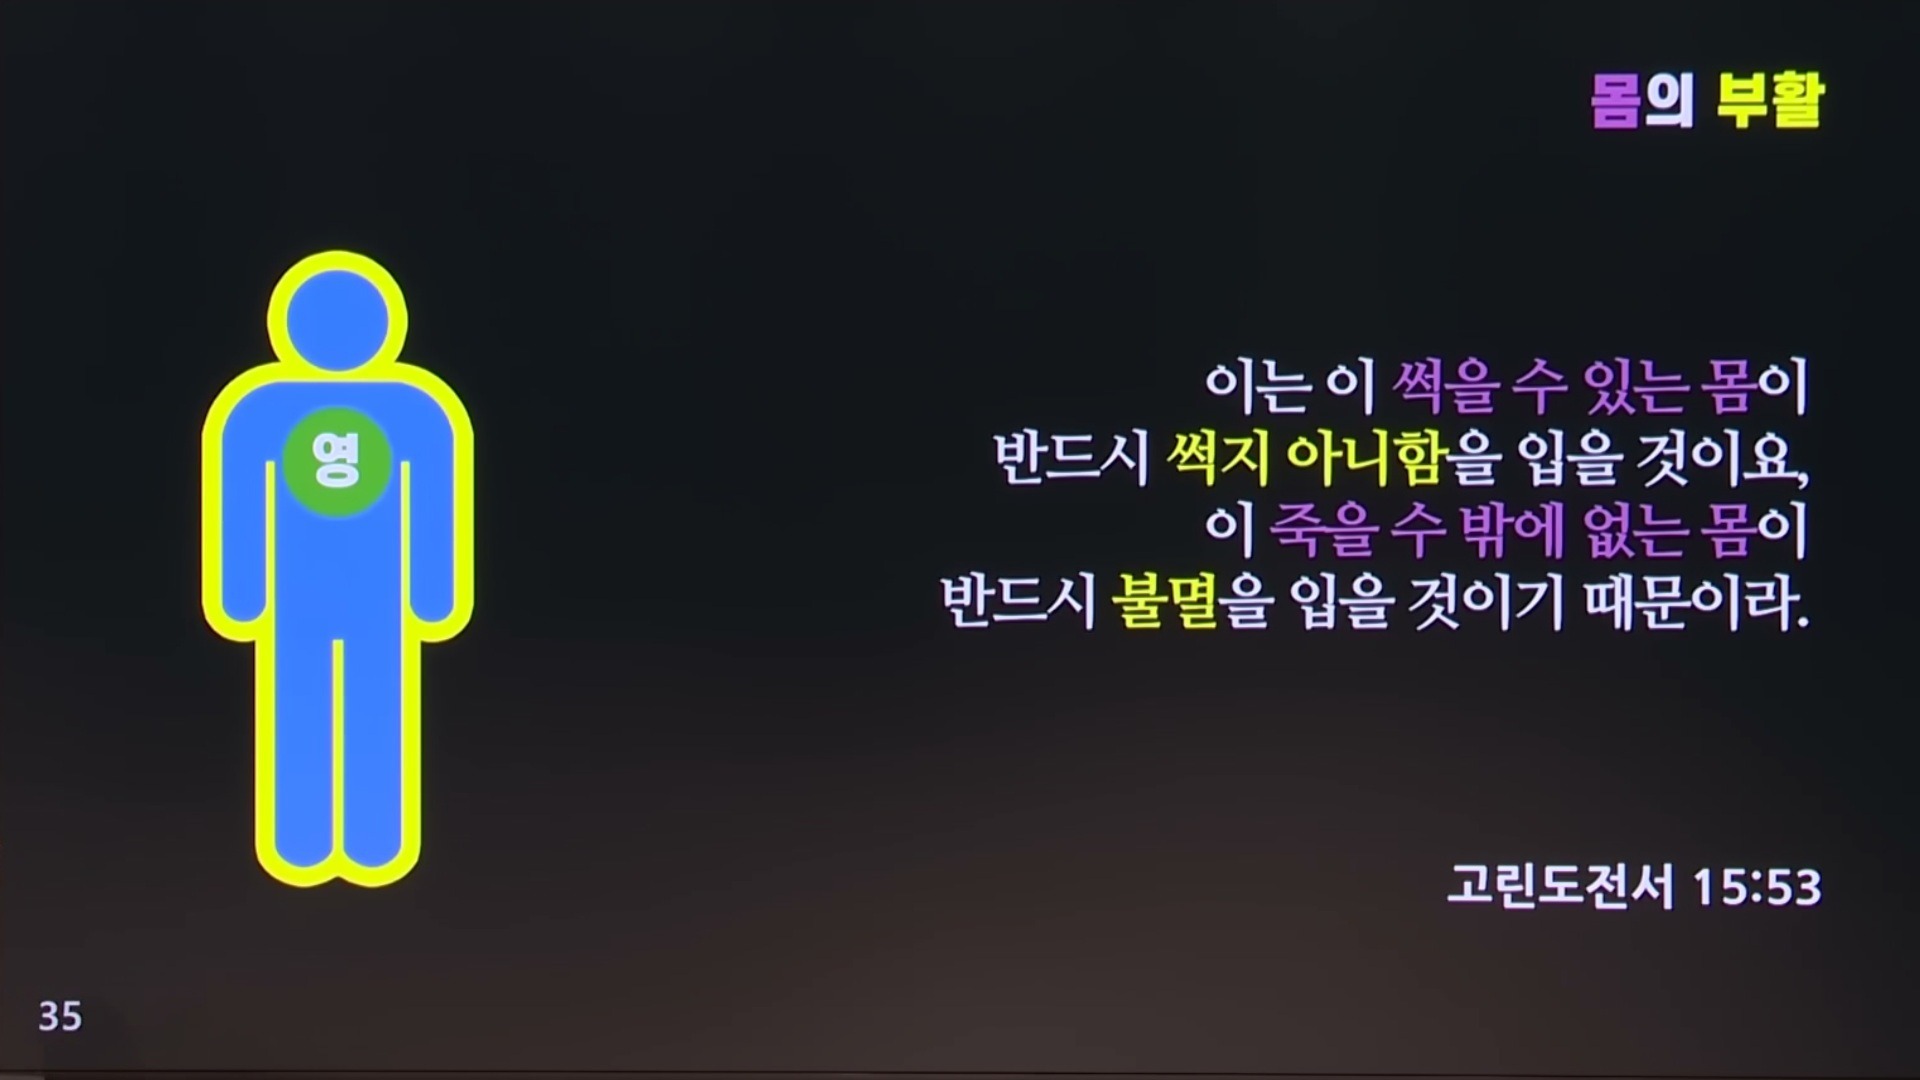 몸의 부활
영
이는 이 썩을 수 있는 몸이
반드시 썩지 아니함을 입을 것이요,
이 죽을 수 밖에 없는 몸이
반드시 불멸을 입을 것이기 때문이라.
고린도전서 15:53
35